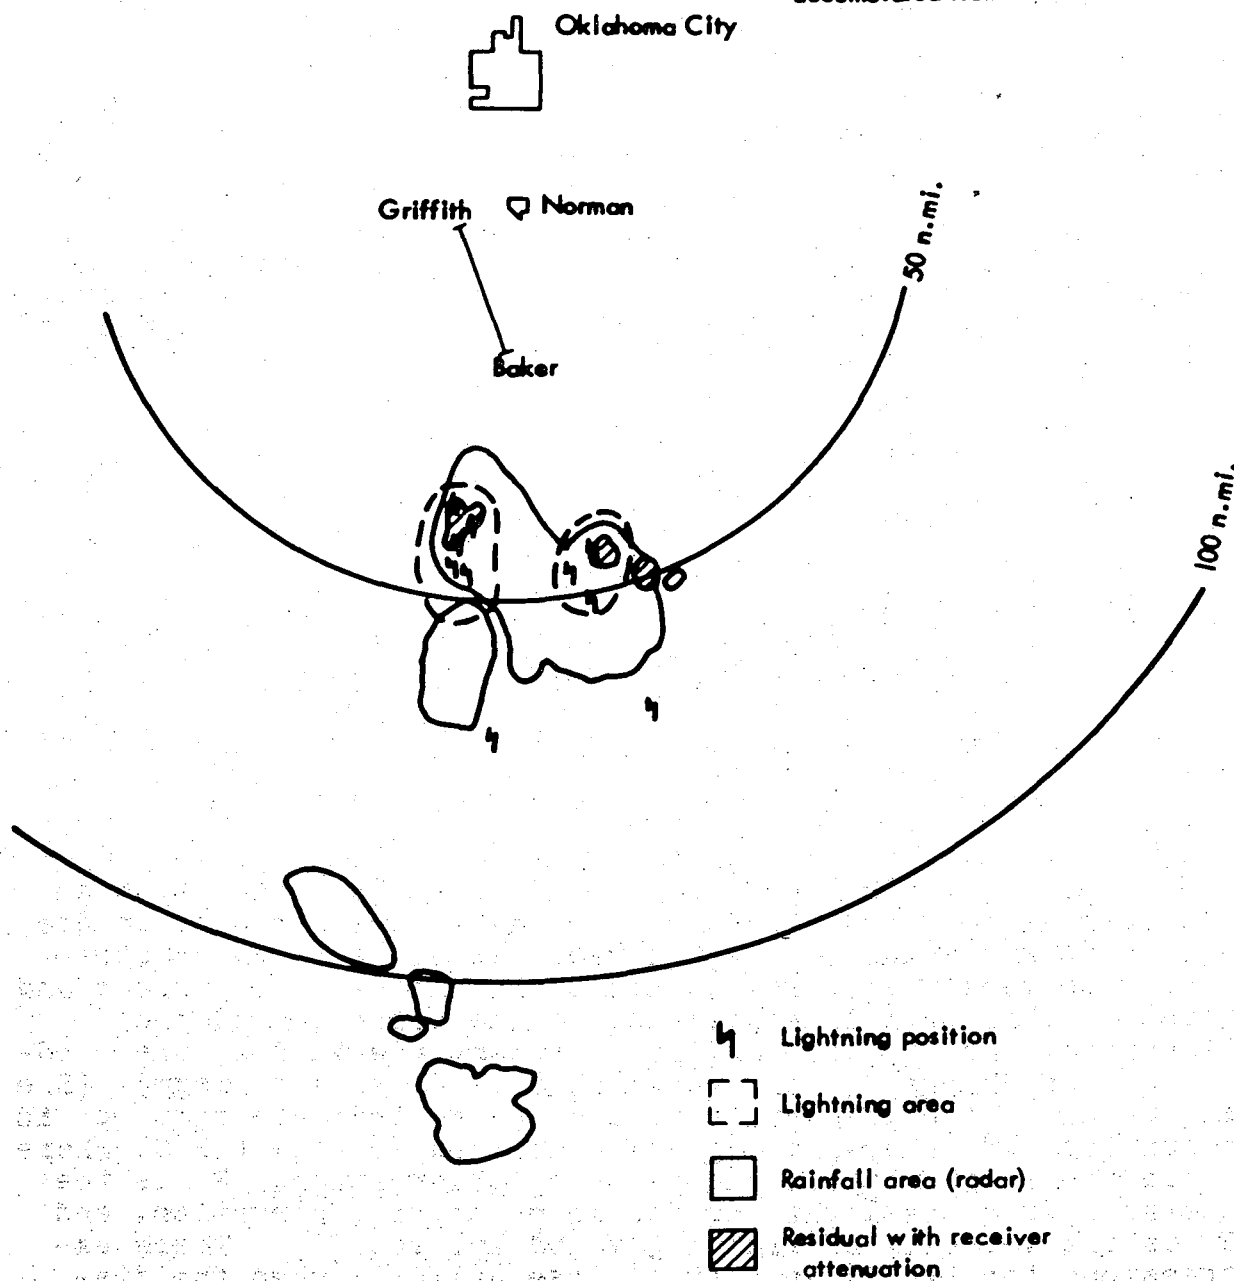 Oklahoma City
Griffith
Norman
50 n.mi.
Baker
100 n.mi.
Lightning position
Lightning area
Rainfall area (radar)
Residual with receiver
attenuation